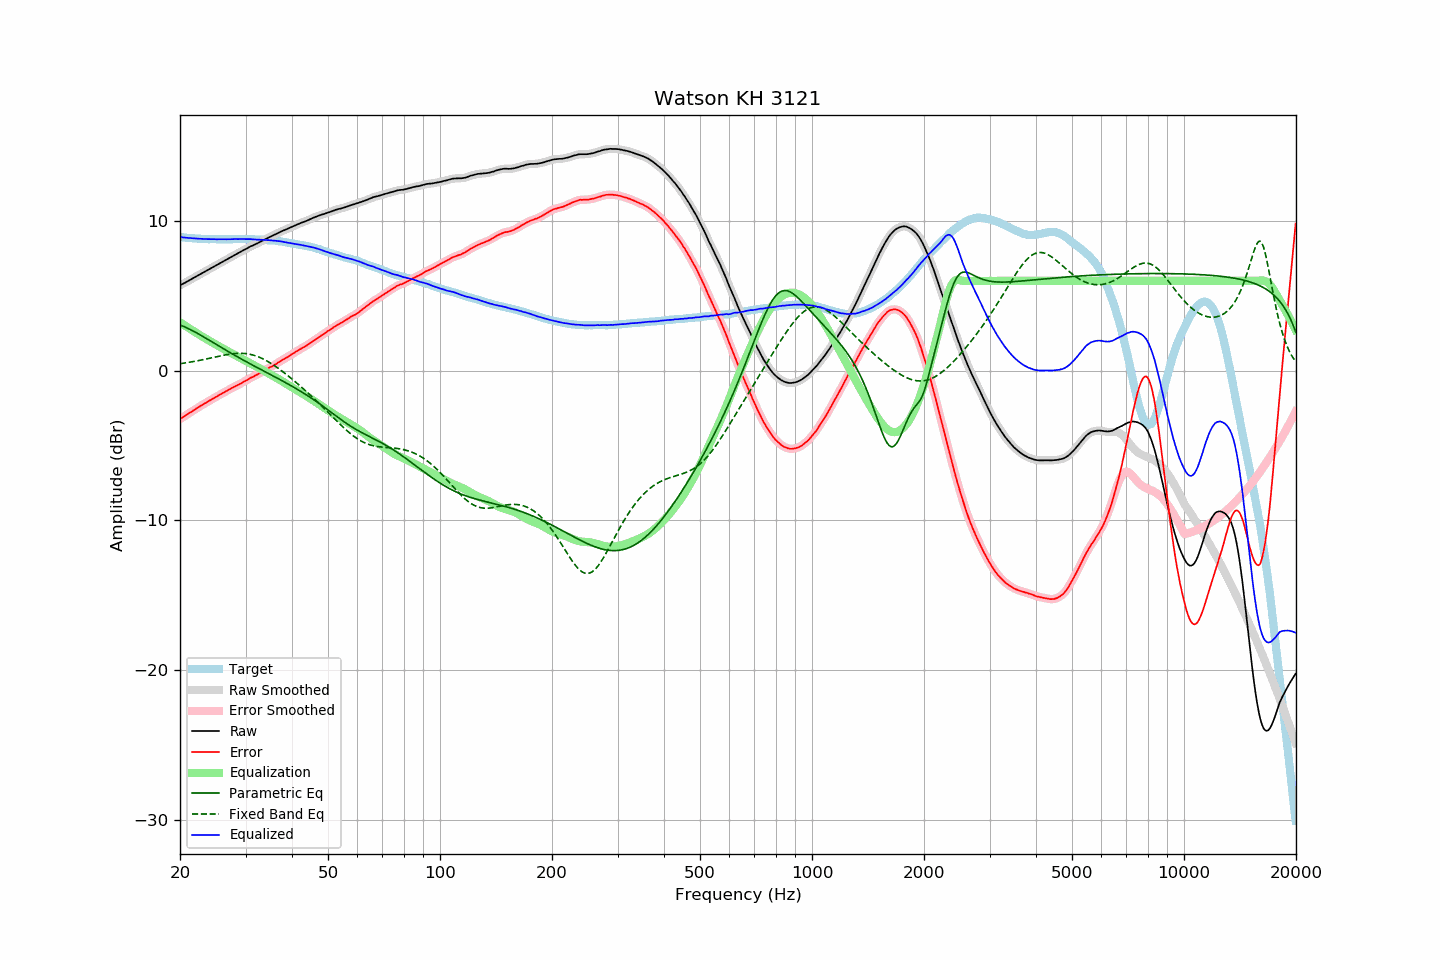 Watson KH 3121
10
0
−10
−20
−30
Amplitude (dBr)
Target
Raw Smoothed
Error Smoothed
Raw
Error
Equalization
Parametric Eq
Fixed Band Eq
Equalized
20
50
100
200
500
1000
2000
5000
10000
20000
Frequency (Hz)